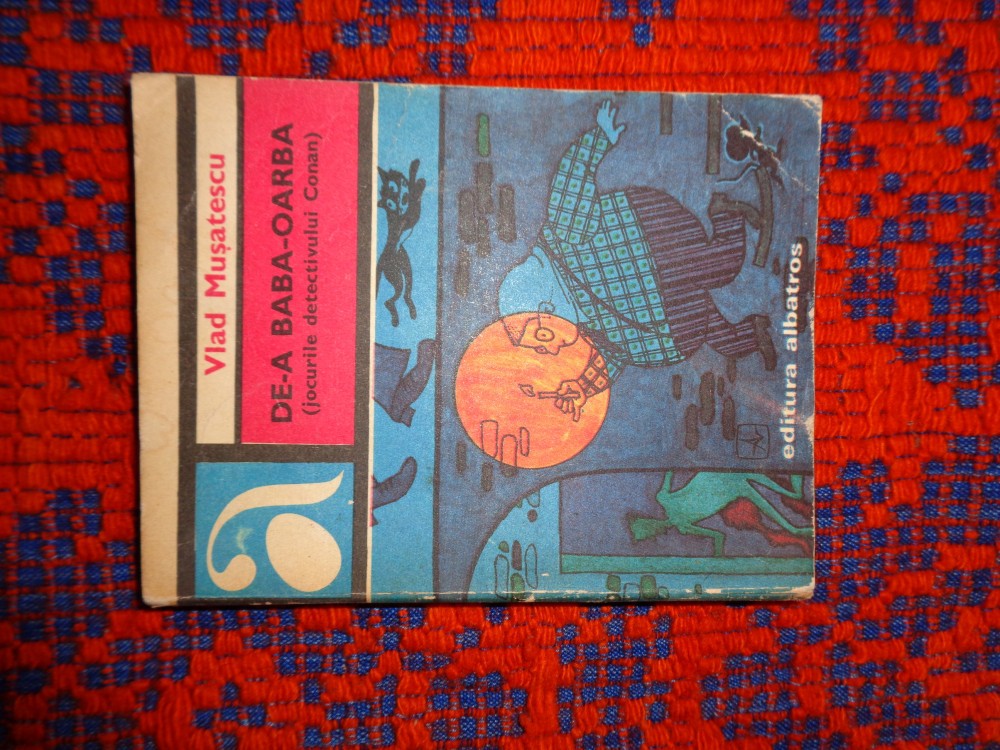 Vlad Mușatescu
DE-A BABA-OARBA
(jocurile detectivului Conan)
a
editura albatros